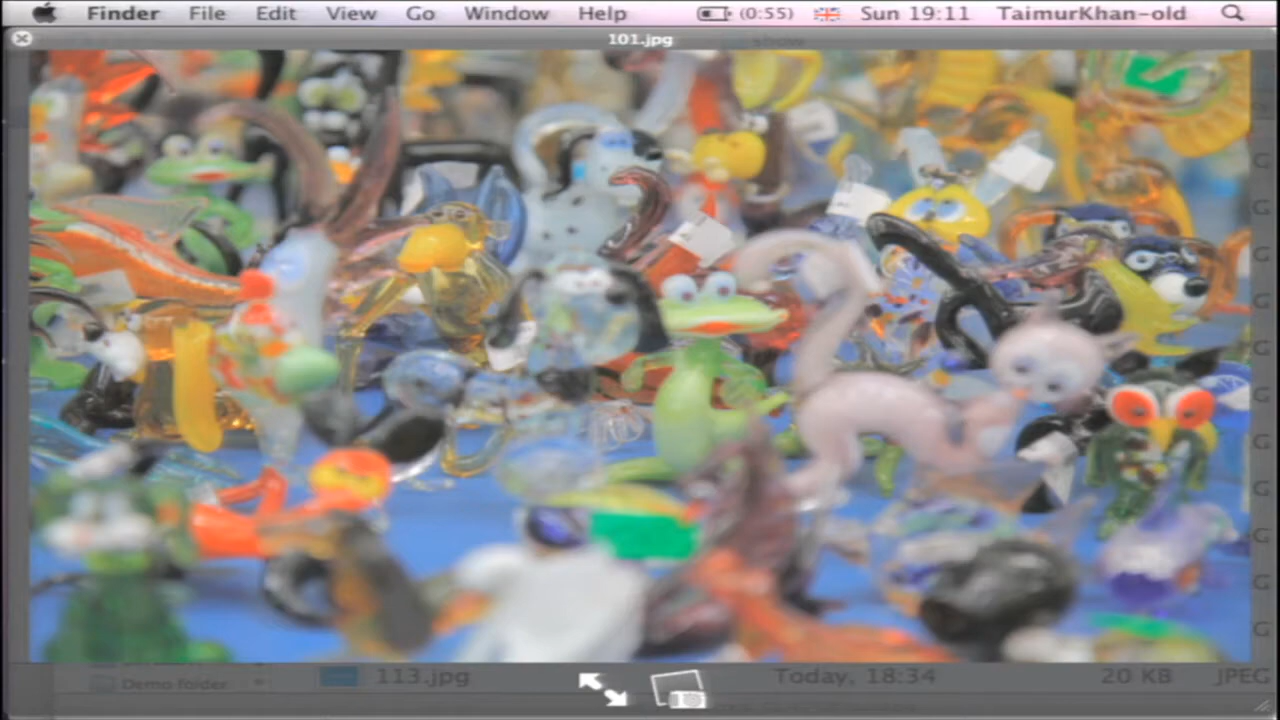 Finder File Edit View Go Window Help (0:55) Sun 19:11 TaimurKhan-old
101.jpg
Demo folder 113.jpg Today, 18:34 20 KB JPEG